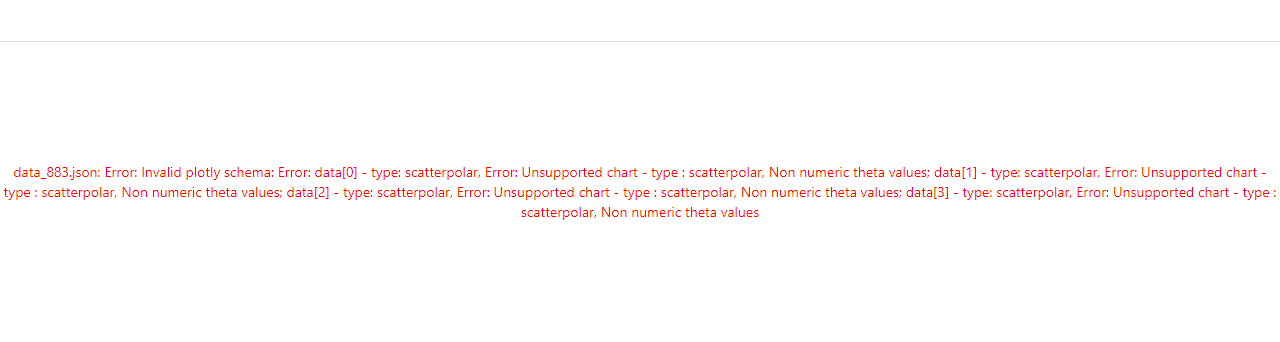 data_883.json: Error: Invalid plotly schema: Error: data[0] - type: scatterpolar, Error: Unsupported chart - type : scatterpolar, Non numeric theta values; data[1] - type: scatterpolar, Error: Unsupported chart -
type : scatterpolar, Non numeric theta values; data[2] - type: scatterpolar, Error: Unsupported chart - type : scatterpolar, Non numeric theta values; data[3] - type: scatterpolar, Error: Unsupported chart - type :
scatterpolar, Non numeric theta values